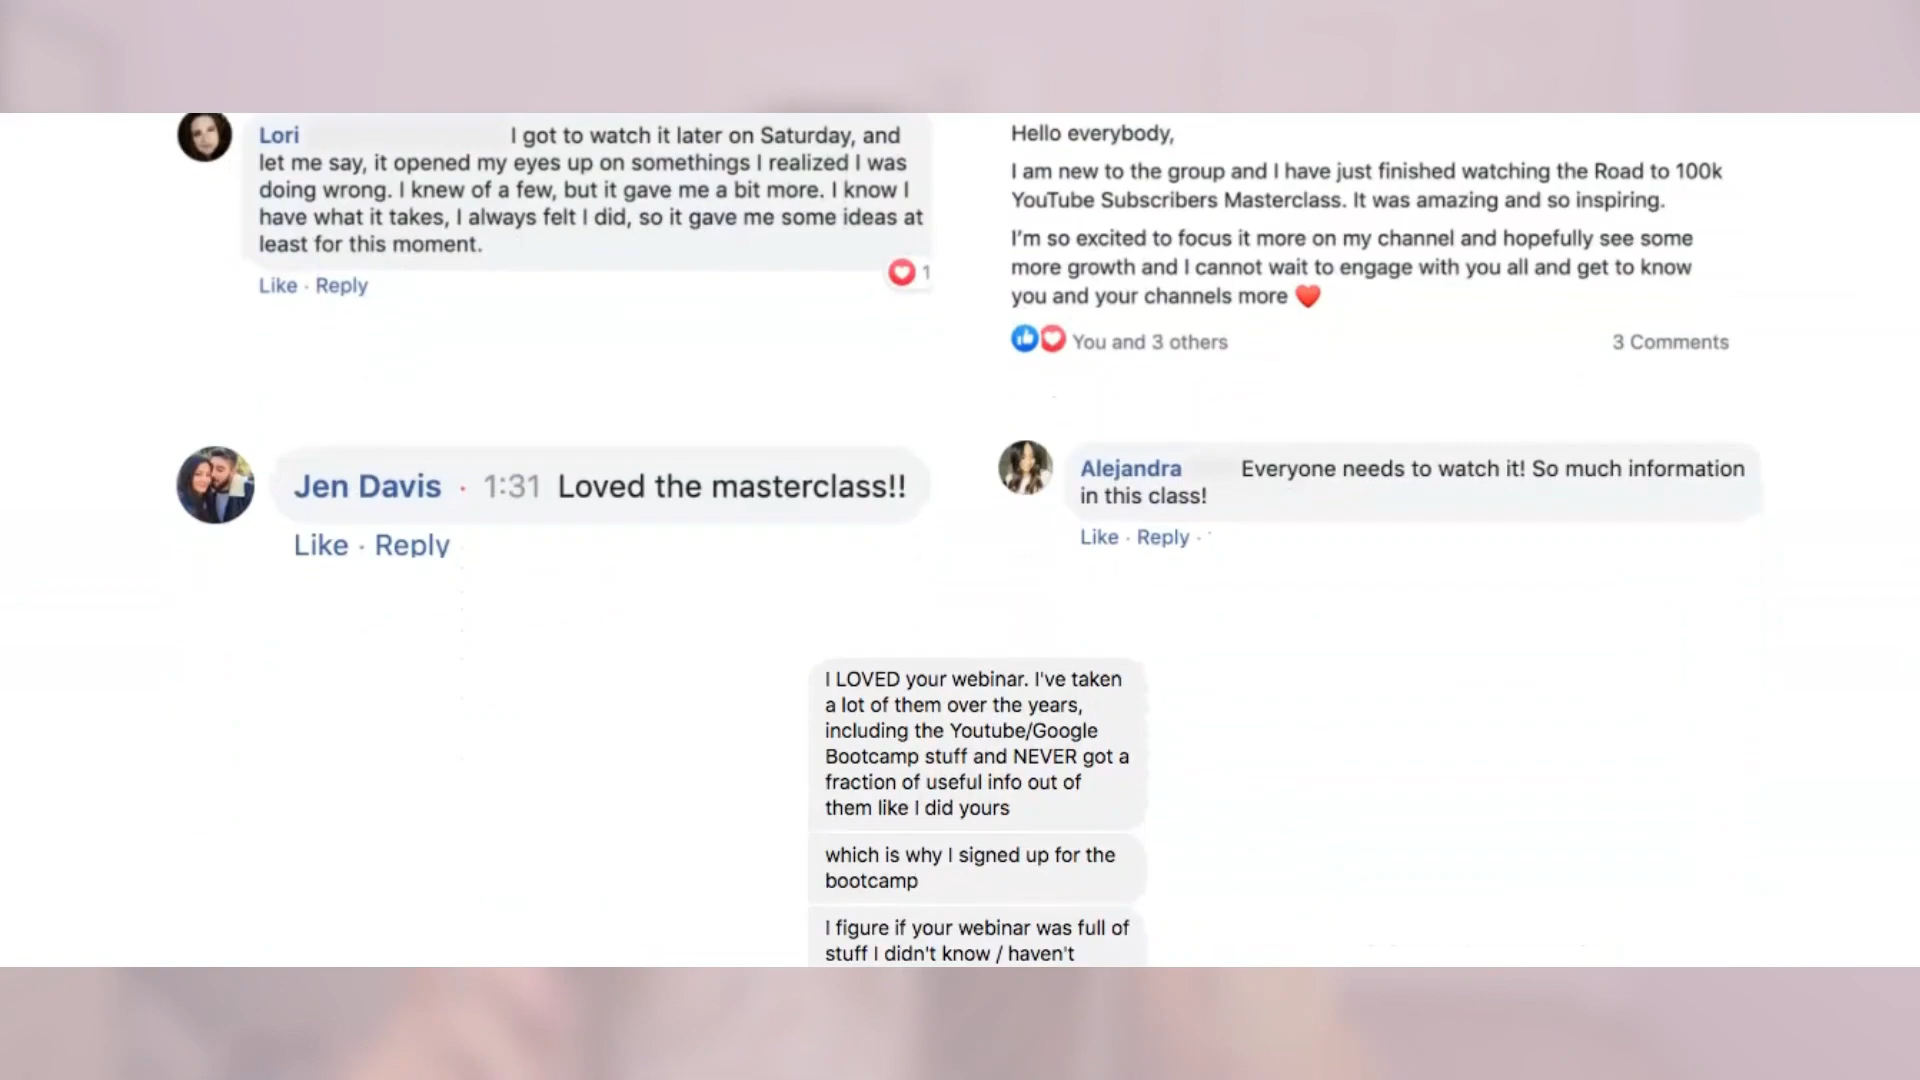 Lori I got to watch it later on Saturday, and
let me say, it opened my eyes up on somethings I realized I was
doing wrong. I knew of a few, but it gave me a bit more. I know I
have what it takes, I always felt I did, so it gave me some ideas at
least for this moment.
1
Like · Reply
Hello everybody,
I am new to the group and I have just finished watching the Road to 100k
YouTube Subscribers Masterclass. It was amazing and so inspiring.
I'm so excited to focus it more on my channel and hopefully see some
more growth and I cannot wait to engage with you all and get to know
you and your channels more ❤️
You and 3 others
3 Comments
Jen Davis · 1:31 Loved the masterclass!!
Like · Reply
Alejandra Everyone needs to watch it! So much information
in this class!
Like · Reply ·
I LOVED your webinar. I've taken
a lot of them over the years,
including the Youtube/Google
Bootcamp stuff and NEVER got a
fraction of useful info out of
them like I did yours
which is why I signed up for the
bootcamp
I figure if your webinar was full of
stuff I didn't know / haven't